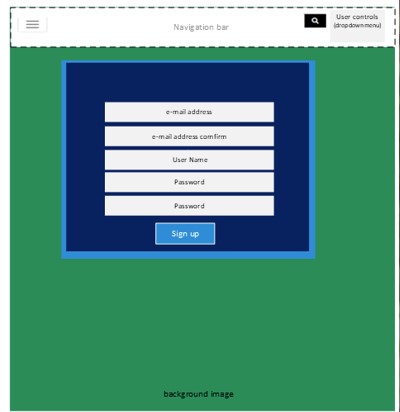 User controls
(dropdown menu)
Navigation bar
e-mail address
e-mail address comfirm
User Name
Password
Password
Sign up
background image